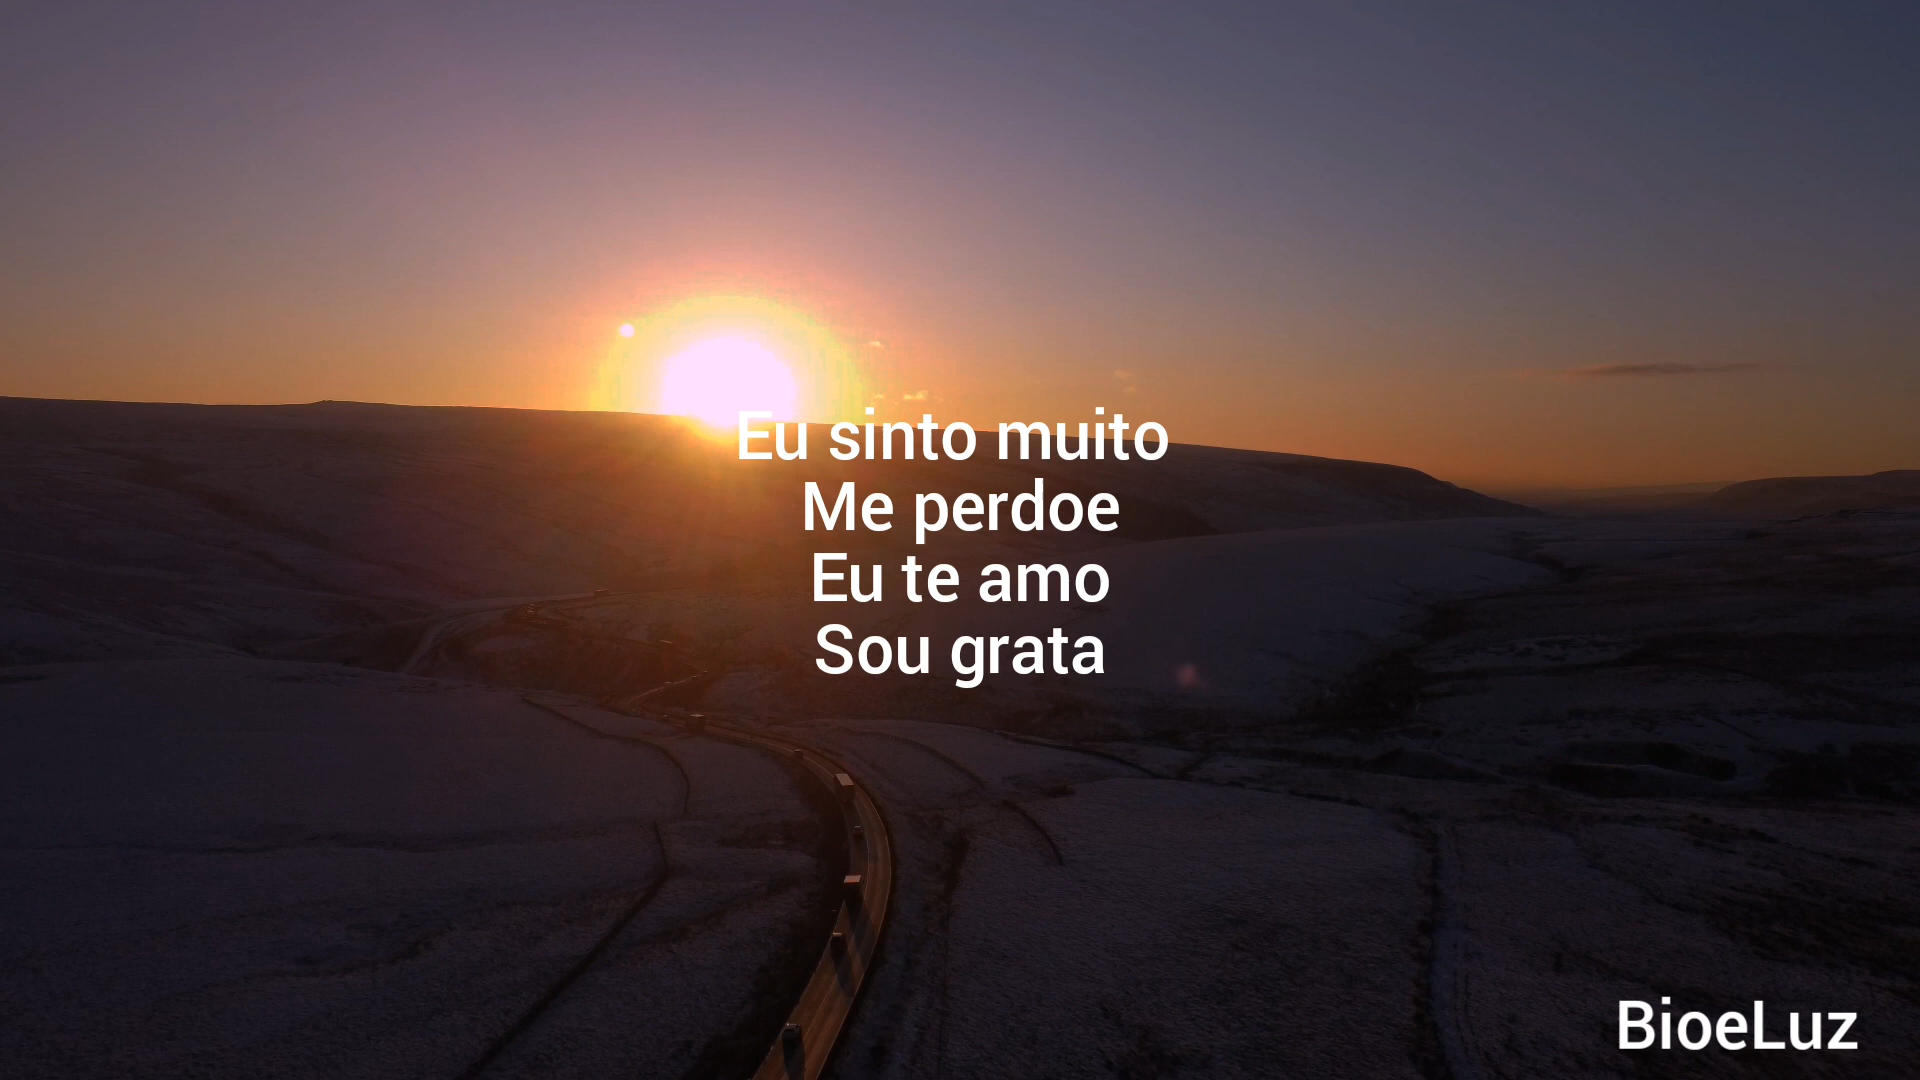 Eu sinto muito
Me perdoe
Eu te amo
Sou grata
BioeLuz